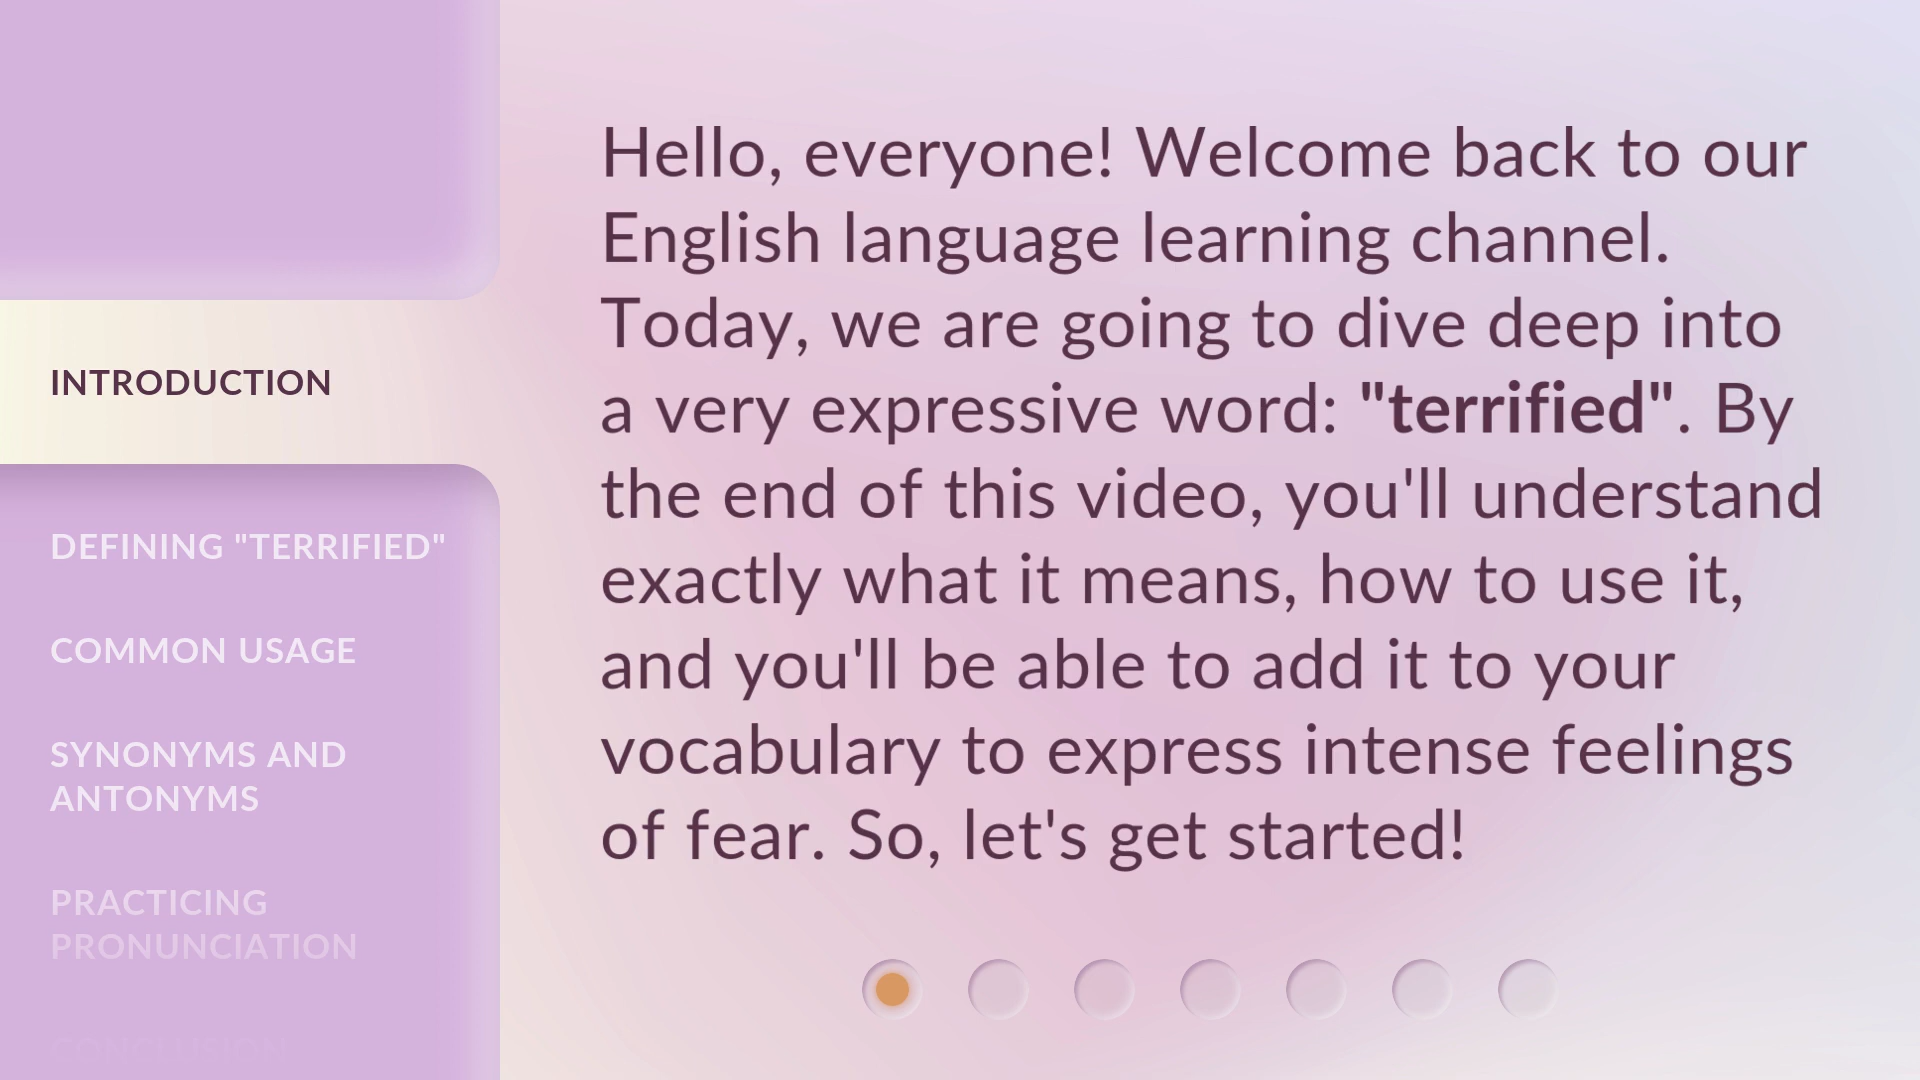 INTRODUCTION
DEFINING "TERRIFIED"
COMMON USAGE
SYNONYMS AND
ANTONYMS
PRACTICING
PRONUNCIATION
CONCLUSION
Hello, everyone! Welcome back to our
English language learning channel.
Today, we are going to dive deep into
a very expressive word: "terrified". By
the end of this video, you'll understand
exactly what it means, how to use it,
and you'll be able to add it to your
vocabulary to express intense feelings
of fear. So, let's get started!